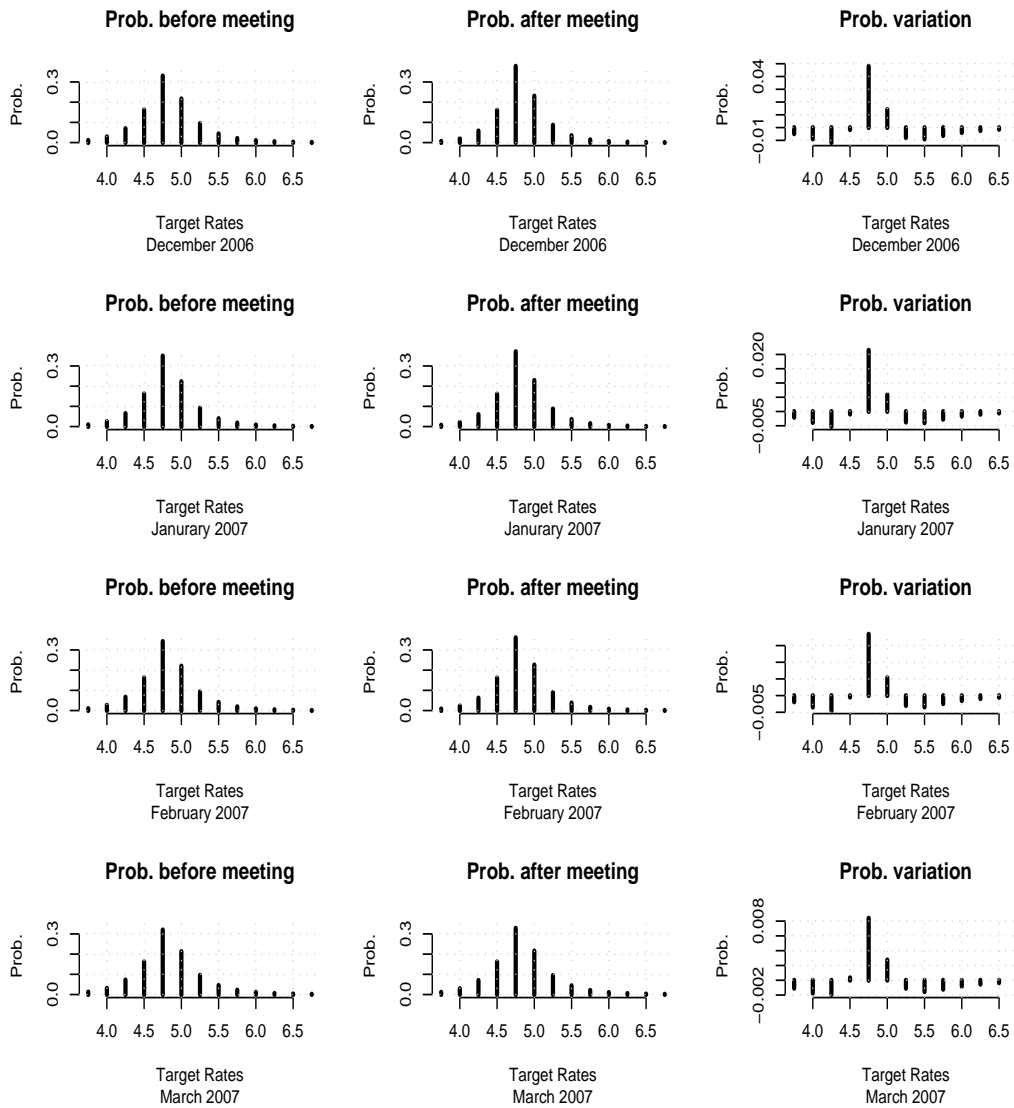 Prob. before meeting
Prob.
0.0 0.3
4.0 4.5 5.0 5.5 6.0 6.5
Target Rates
December 2006
Prob. after meeting
Prob.
0.0 0.3
4.0 4.5 5.0 5.5 6.0 6.5
Target Rates
December 2006
Prob. variation
−0.01 0.04
4.0 4.5 5.0 5.5 6.0 6.5
Target Rates
December 2006
Prob. before meeting
Prob.
0.0 0.3
4.0 4.5 5.0 5.5 6.0 6.5
Target Rates
Janurary 2007
Prob. after meeting
Prob.
0.0 0.3
4.0 4.5 5.0 5.5 6.0 6.5
Target Rates
Janurary 2007
Prob. variation
−0.005 0.020
4.0 4.5 5.0 5.5 6.0 6.5
Target Rates
Janurary 2007
Prob. before meeting
Prob.
0.0 0.3
4.0 4.5 5.0 5.5 6.0 6.5
Target Rates
February 2007
Prob. after meeting
Prob.
0.0 0.3
4.0 4.5 5.0 5.5 6.0 6.5
Target Rates
February 2007
Prob. variation
−0.005
4.0 4.5 5.0 5.5 6.0 6.5
Target Rates
February 2007
Prob. before meeting
Prob.
0.0 0.3
4.0 4.5 5.0 5.5 6.0 6.5
Target Rates
March 2007
Prob. after meeting
Prob.
0.0 0.3
4.0 4.5 5.0 5.5 6.0 6.5
Target Rates
March 2007
Prob. variation
−0.002 0.008
4.0 4.5 5.0 5.5 6.0 6.5
Target Rates
March 2007